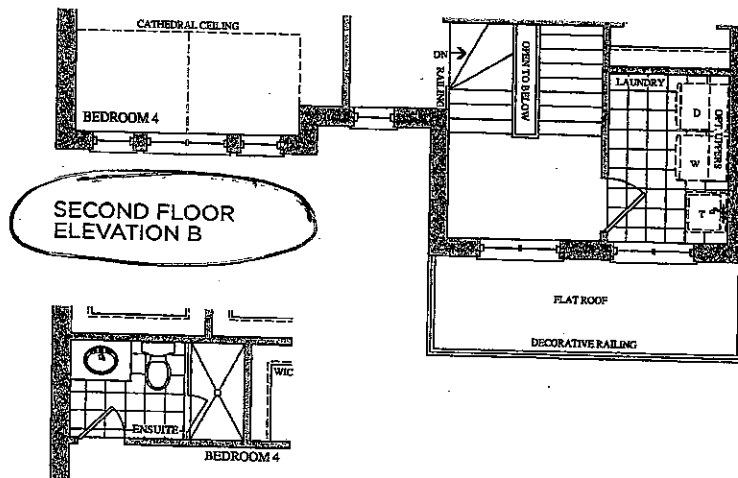 CATHEDRAL CEILING
BEDROOM 4
DN
RAILING
OPEN TO BELOW
LAUNDRY
D
W
OPT. UPPERS
T
SECOND FLOOR
ELEVATION B
FLAT ROOF
DECORATIVE RAILING
WIC
ENSUITE
BEDROOM 4